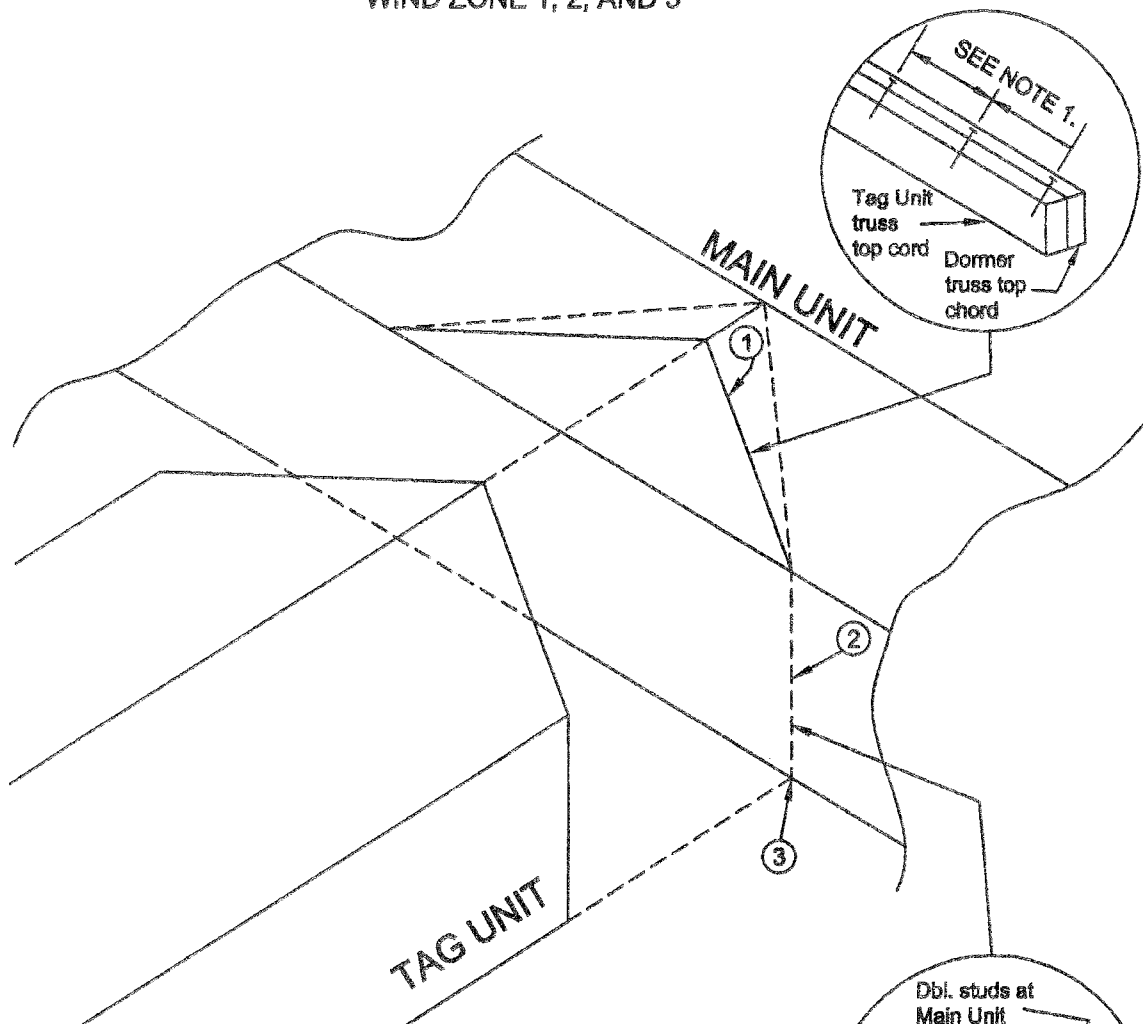 WIND ZONE 1, 2, AND 3
SEE NOTE 1.
Tag Unit
truss
top cord
Dormer
truss top
chord
MAIN UNIT
1
2
3
TAG UNIT
Dbl. studs at
Main Unit